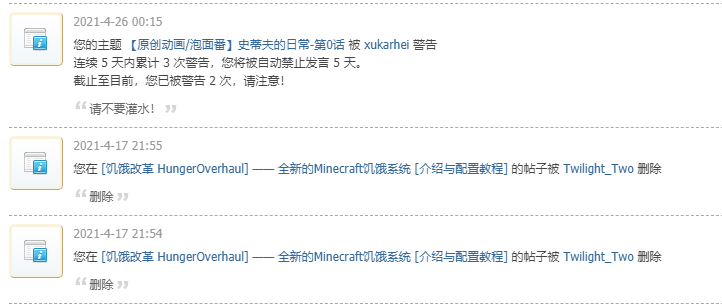 2021-4-26 00:15
您的主题 【原创动画/泡面番】史蒂夫的日常-第0话 被 xukarhei 警告
连续 5 天内累计 3 次警告，您将被自动禁止发言 5 天。
截止至目前，您已被警告 2 次，请注意！
“ 请不要灌水！ ”
2021-4-17 21:55
您在 [饥饿改革 HungerOverhaul] —— 全新的Minecraft饥饿系统 [介绍与配置教程] 的帖子被 Twilight_Two 删除
“ 删除 ”
2021-4-17 21:54
您在 [饥饿改革 HungerOverhaul] —— 全新的Minecraft饥饿系统 [介绍与配置教程] 的帖子被 Twilight_Two 删除
“ 删除 ”